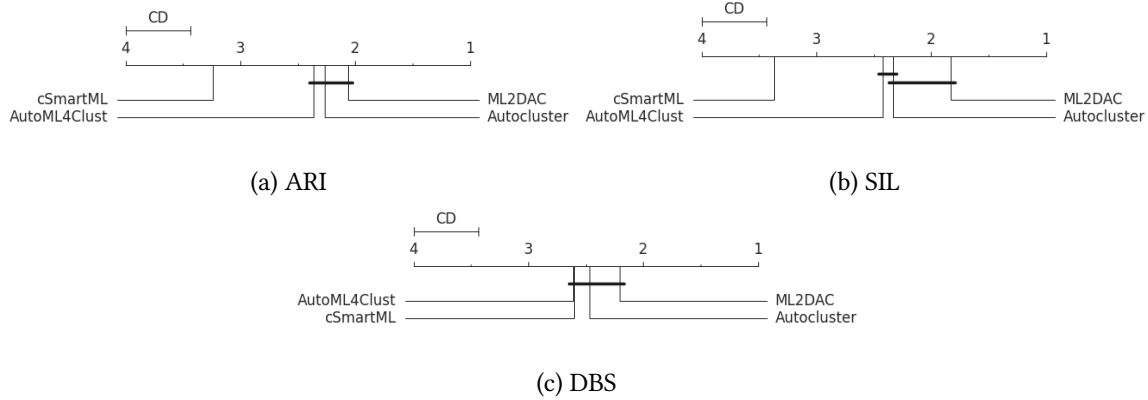 CD
4 3 2 1
cSmartML ML2DAC
AutoML4Clust Autocluster
(a) ARI
CD
4 3 2 1
cSmartML ML2DAC
AutoML4Clust Autocluster
(b) SIL
CD
4 3 2 1
AutoML4Clust ML2DAC
cSmartML Autocluster
(c) DBS